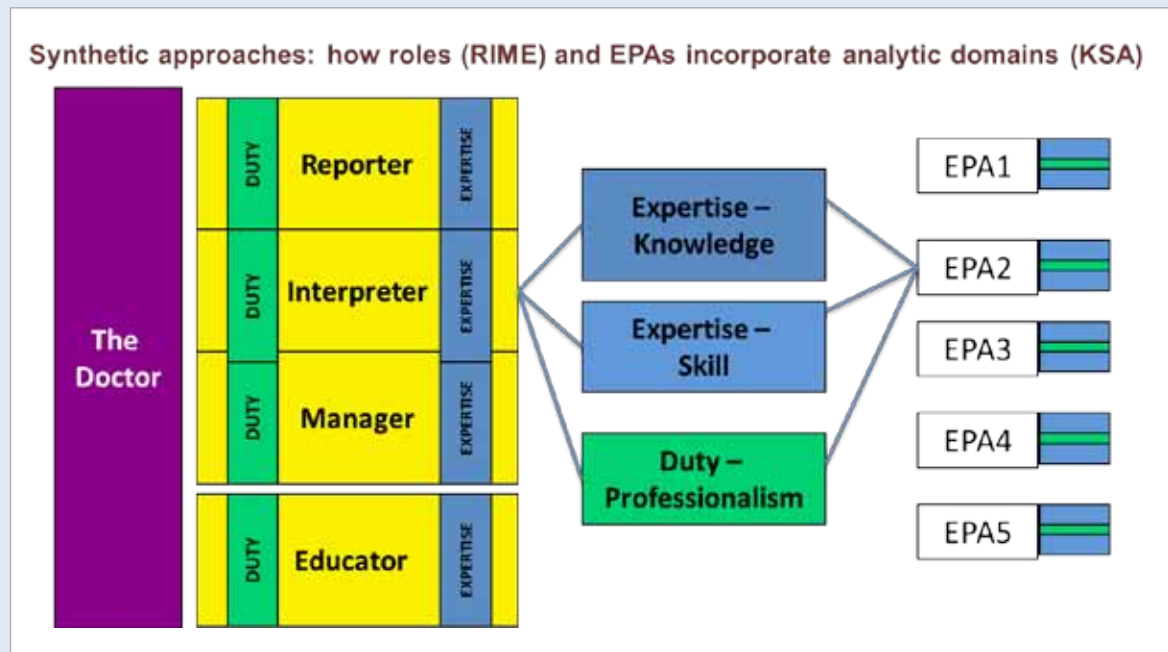 Synthetic approaches: how roles (RIME) and EPAs incorporate analytic domains (KSA)
The
Doctor
DUTY
Reporter
EXPERTISE
DUTY
Interpreter
EXPERTISE
DUTY
Manager
EXPERTISE
DUTY
Educator
EXPERTISE
Expertise –
Knowledge
Expertise –
Skill
Duty –
Professionalism
EPA1
EPA2
EPA3
EPA4
EPA5